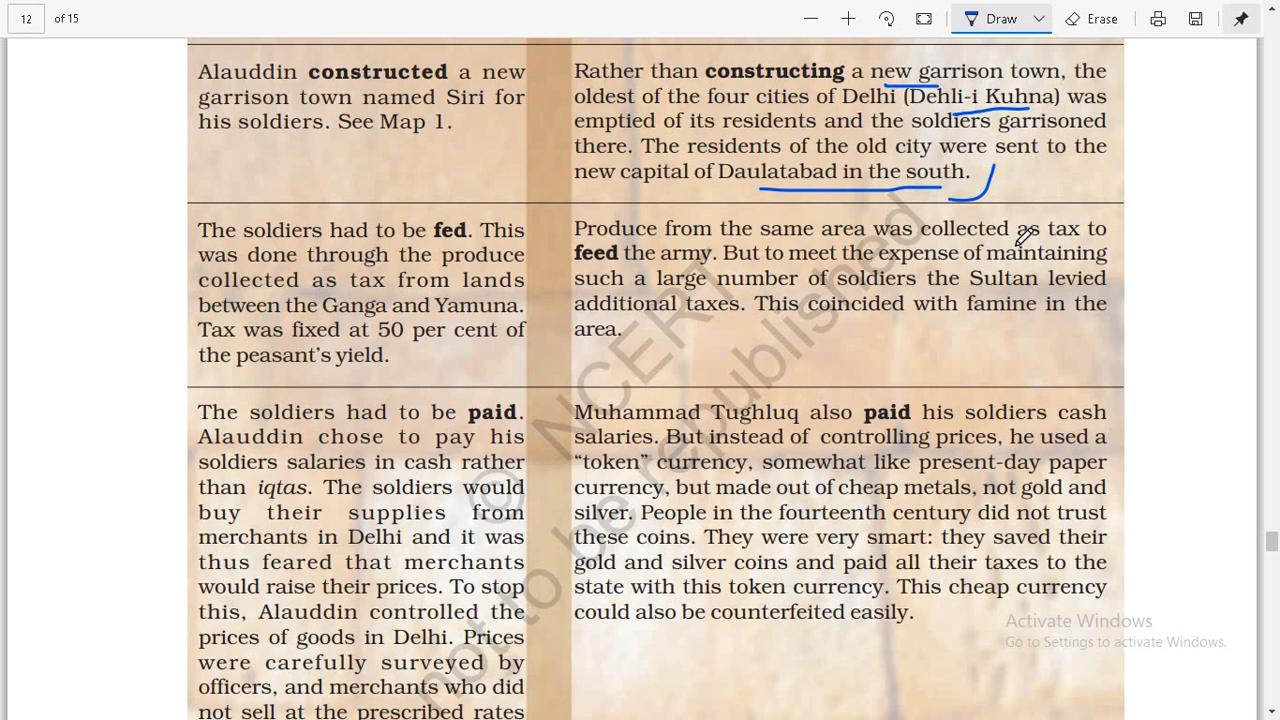 12 of 15
Draw
Erase
Alauddin constructed a new
garrison town named Siri for
his soldiers. See Map 1.
Rather than constructing a new garrison town, the
oldest of the four cities of Delhi (Dehli-i Kuhna) was
emptied of its residents and the soldiers garrisoned
there. The residents of the old city were sent to the
new capital of Daulatabad in the south.
The soldiers had to be fed. This
was done through the produce
collected as tax from lands
between the Ganga and Yamuna.
Tax was fixed at 50 per cent of
the peasant's yield.
Produce from the same area was collected as tax to
feed the army. But to meet the expense of maintaining
such a large number of soldiers the Sultan levied
additional taxes. This coincided with famine in the
area.
The soldiers had to be paid.
Alauddin chose to pay his
soldiers salaries in cash rather
than iqtas. The soldiers would
buy their supplies from
merchants in Delhi and it was
thus feared that merchants
would raise their prices. To stop
this, Alauddin controlled the
prices of goods in Delhi. Prices
were carefully surveyed by
officers, and merchants who did
not sell at the prescribed rates
Muhammad Tughluq also paid his soldiers cash
salaries. But instead of controlling prices, he used a
“token” currency, somewhat like present-day paper
currency, but made out of cheap metals, not gold and
silver. People in the fourteenth century did not trust
these coins. They were very smart: they saved their
gold and silver coins and paid all their taxes to the
state with this token currency. This cheap currency
could also be counterfeited easily.
© NCERT
not to be republished
Activate Windows
Go to Settings to activate Windows.